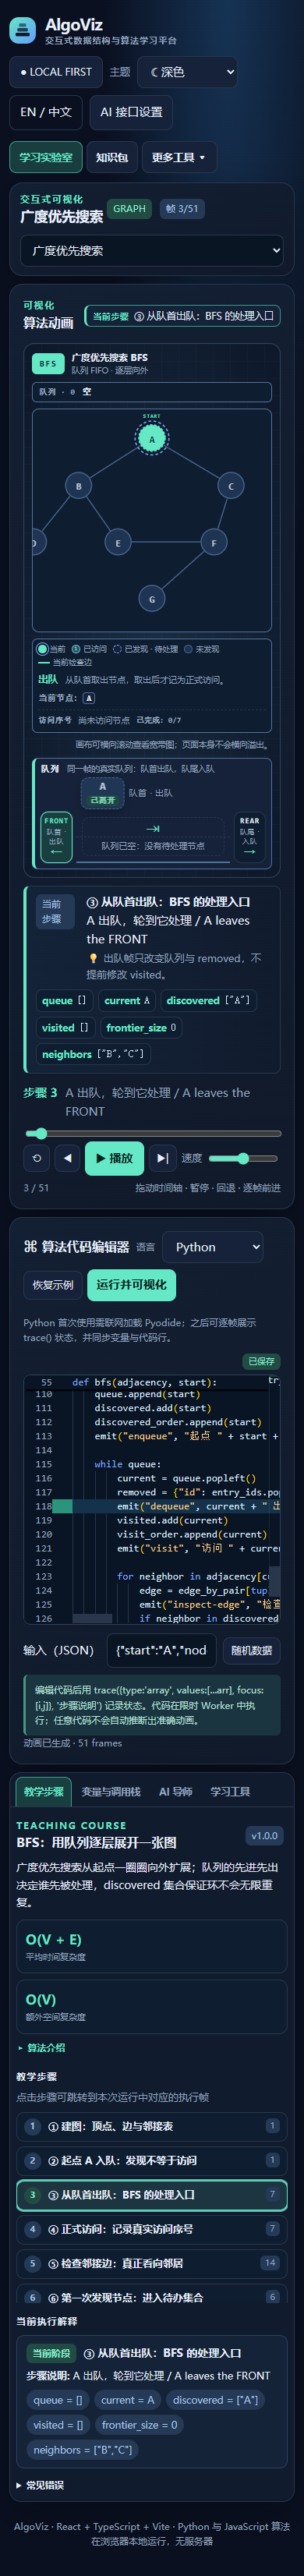 AlgoViz
交互式数据结构与算法学习平台
● LOCAL FIRST 主题 ☾ 深色
EN / 中文 AI 接口设置
学习实验室 知识包 更多工具 ▼
交互式可视化
广度优先搜索 GRAPH 帧 3/51
广度优先搜索
可视化
算法动画 当前步骤 ③ 从队首出队：BFS 的处理入口
BFS 广度优先搜索 BFS
队列 FIFO · 逐层向外
队列 · 0 空
START
A
B C
D E F
G
当前 已访问 已发现 · 待处理 未发现
当前检查边
出队 从队首取出节点，取出后才记为正式访问。
当前节点： A
访问序号 尚未访问节点 已完成: 0/7
画布可横向滚动查看宽带图；页面本身不会横向溢出。
队列 同一帧的真实队列：队首出队，队尾入队
A 已离开 队首 · 出队
FRONT 队首 · 出队 ←
⇥
队列已空：没有待处理节点
REAR 队尾 · 入队 →
当前步骤 ③ 从队首出队：BFS 的处理入口
A 出队，轮到它处理 / A leaves the FRONT
💡 出队帧只改变队列与 removed，不提前修改 visited。
queue [] current A discovered ["A"]
visited [] frontier_size 0
neighbors ["B","C"]
步骤 3 A 出队，轮到它处理 / A leaves the FRONT
⟲ ◀ ▶ 播放 ▶| 速度
3 / 51 拖动时间轴 · 暂停 · 回退 · 逐帧前进
⌘ 算法代码编辑器 语言 Python
恢复示例 运行并可视化
Python 首次使用需联网加载 Pyodide；之后可逐帧展示 trace() 状态，并同步变量与代码行。
已保存
55 def bfs(adjacency, start):
110 queue.append(start)
111 discovered.add(start)
112 discovered_order.append(start)
113 emit("enqueue", "起点 " + start +
114
115 while queue:
116 current = queue.popleft()
117 removed = {"id": entry_ids.pop
118 emit("dequeue", current + " 出
119 visited.add(current)
120 visit_order.append(current)
121 emit("visit", "访问 " + curren
122
123 for neighbor in adjacency[cu
124 edge = edge_by_pair[tup
125 emit("inspect-edge", "检查
126 if neighbor in discovered
输入（JSON） {"start":"A","nod 随机数据
编辑代码后用 trace({type:'array', values:[...arr], focus:[i,j]}, '步骤说明') 记录状态。代码在限时 Worker 中执行；任意代码不会自动推断出准确动画。
动画已生成 · 51 frames
教学步骤 变量与调用栈 AI 导师 学习工具
TEACHING COURSE
BFS：用队列逐层展开一张图 v1.0.0
广度优先搜索从起点一圈圈向外扩展；队列的先进先出决定谁先被处理，discovered 集合保证环不会无限重复。
O(V + E)
平均时间复杂度
O(V)
额外空间复杂度
▸ 算法介绍
教学步骤
点击步骤可跳转到本次运行中对应的执行帧
1 ① 建图：顶点、边与邻接表 1
2 ② 起点 A 入队：发现不等于访问 1
3 ③ 从队首出队：BFS 的处理入口 7
4 ④ 正式访问：记录真实访问序号 7
5 ⑤ 检查邻接边：真正看向邻居 14
6 ⑥ 第一次发现节点：进入待办集合 6
当前执行解释
当前阶段 ③ 从队首出队：BFS 的处理入口
步骤说明: A 出队，轮到它处理 / A leaves the FRONT
queue = [] current = A discovered = ["A"]
visited = [] frontier_size = 0
neighbors = ["B","C"]
▸ 常见错误
AlgoViz · React + TypeScript + Vite · Python 与 JavaScript 算法在浏览器本地运行，无服务器